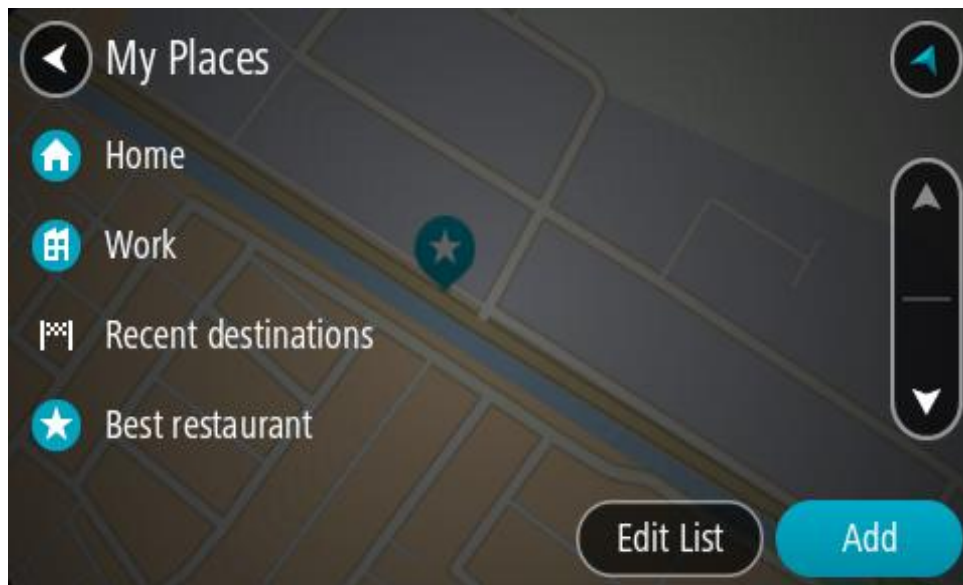 My Places
Home
Work
Recent destinations
Best restaurant
Edit List
Add